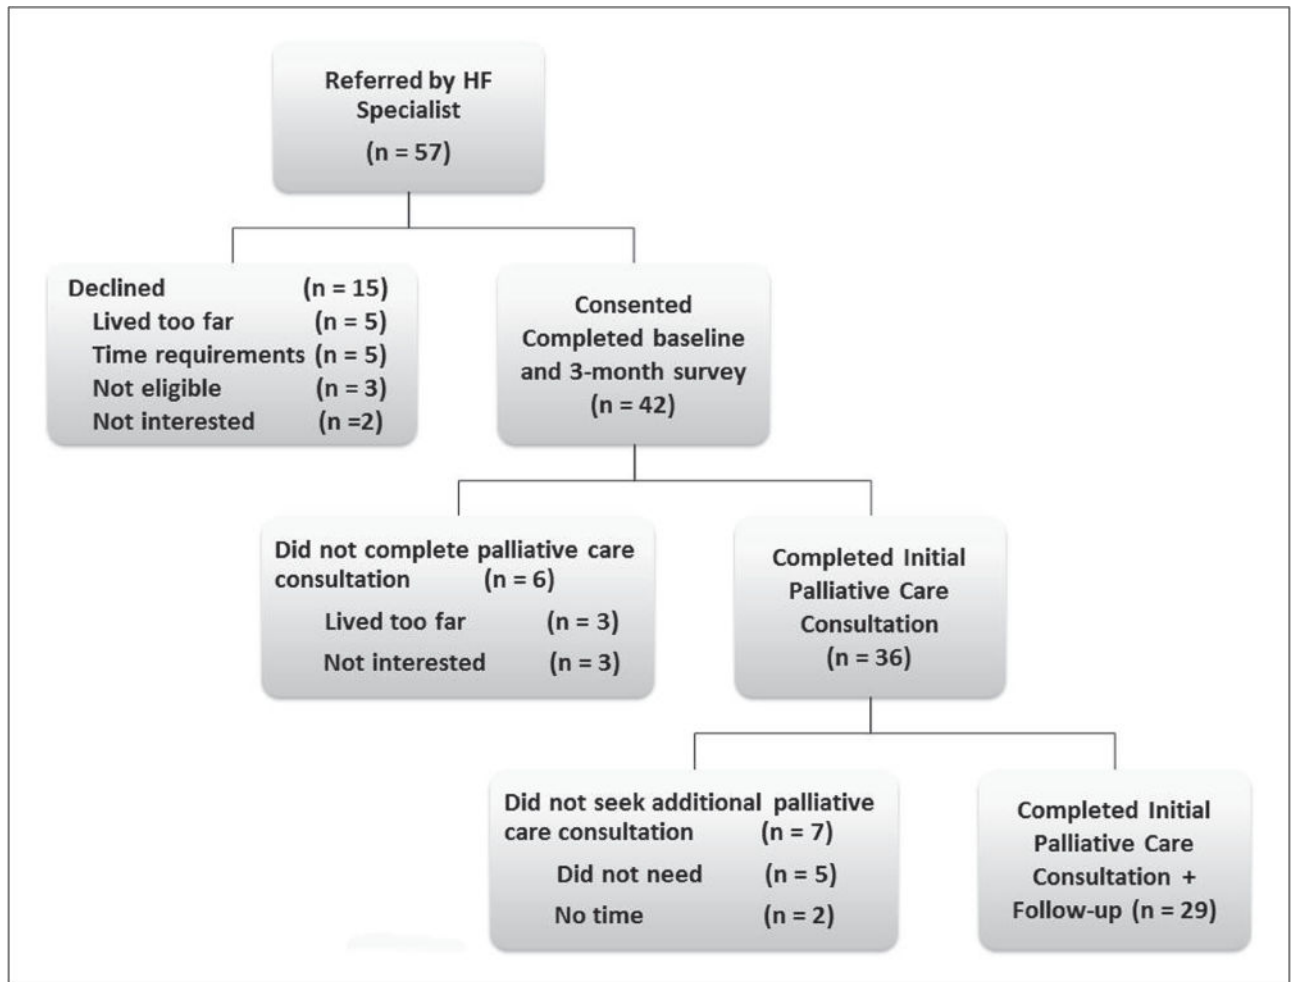 Referred by HF
Specialist
(n = 57)
Declined (n = 15)
Lived too far (n = 5)
Time requirements (n = 5)
Not eligible (n = 3)
Not interested (n =2)
Consented
Completed baseline
and 3-month survey
(n = 42)
Did not complete palliative care
consultation (n = 6)
Lived too far (n = 3)
Not interested (n = 3)
Completed Initial
Palliative Care
Consultation
(n = 36)
Did not seek additional palliative
care consultation (n = 7)
Did not need (n = 5)
No time (n = 2)
Completed Initial
Palliative Care
Consultation +
Follow-up (n = 29)